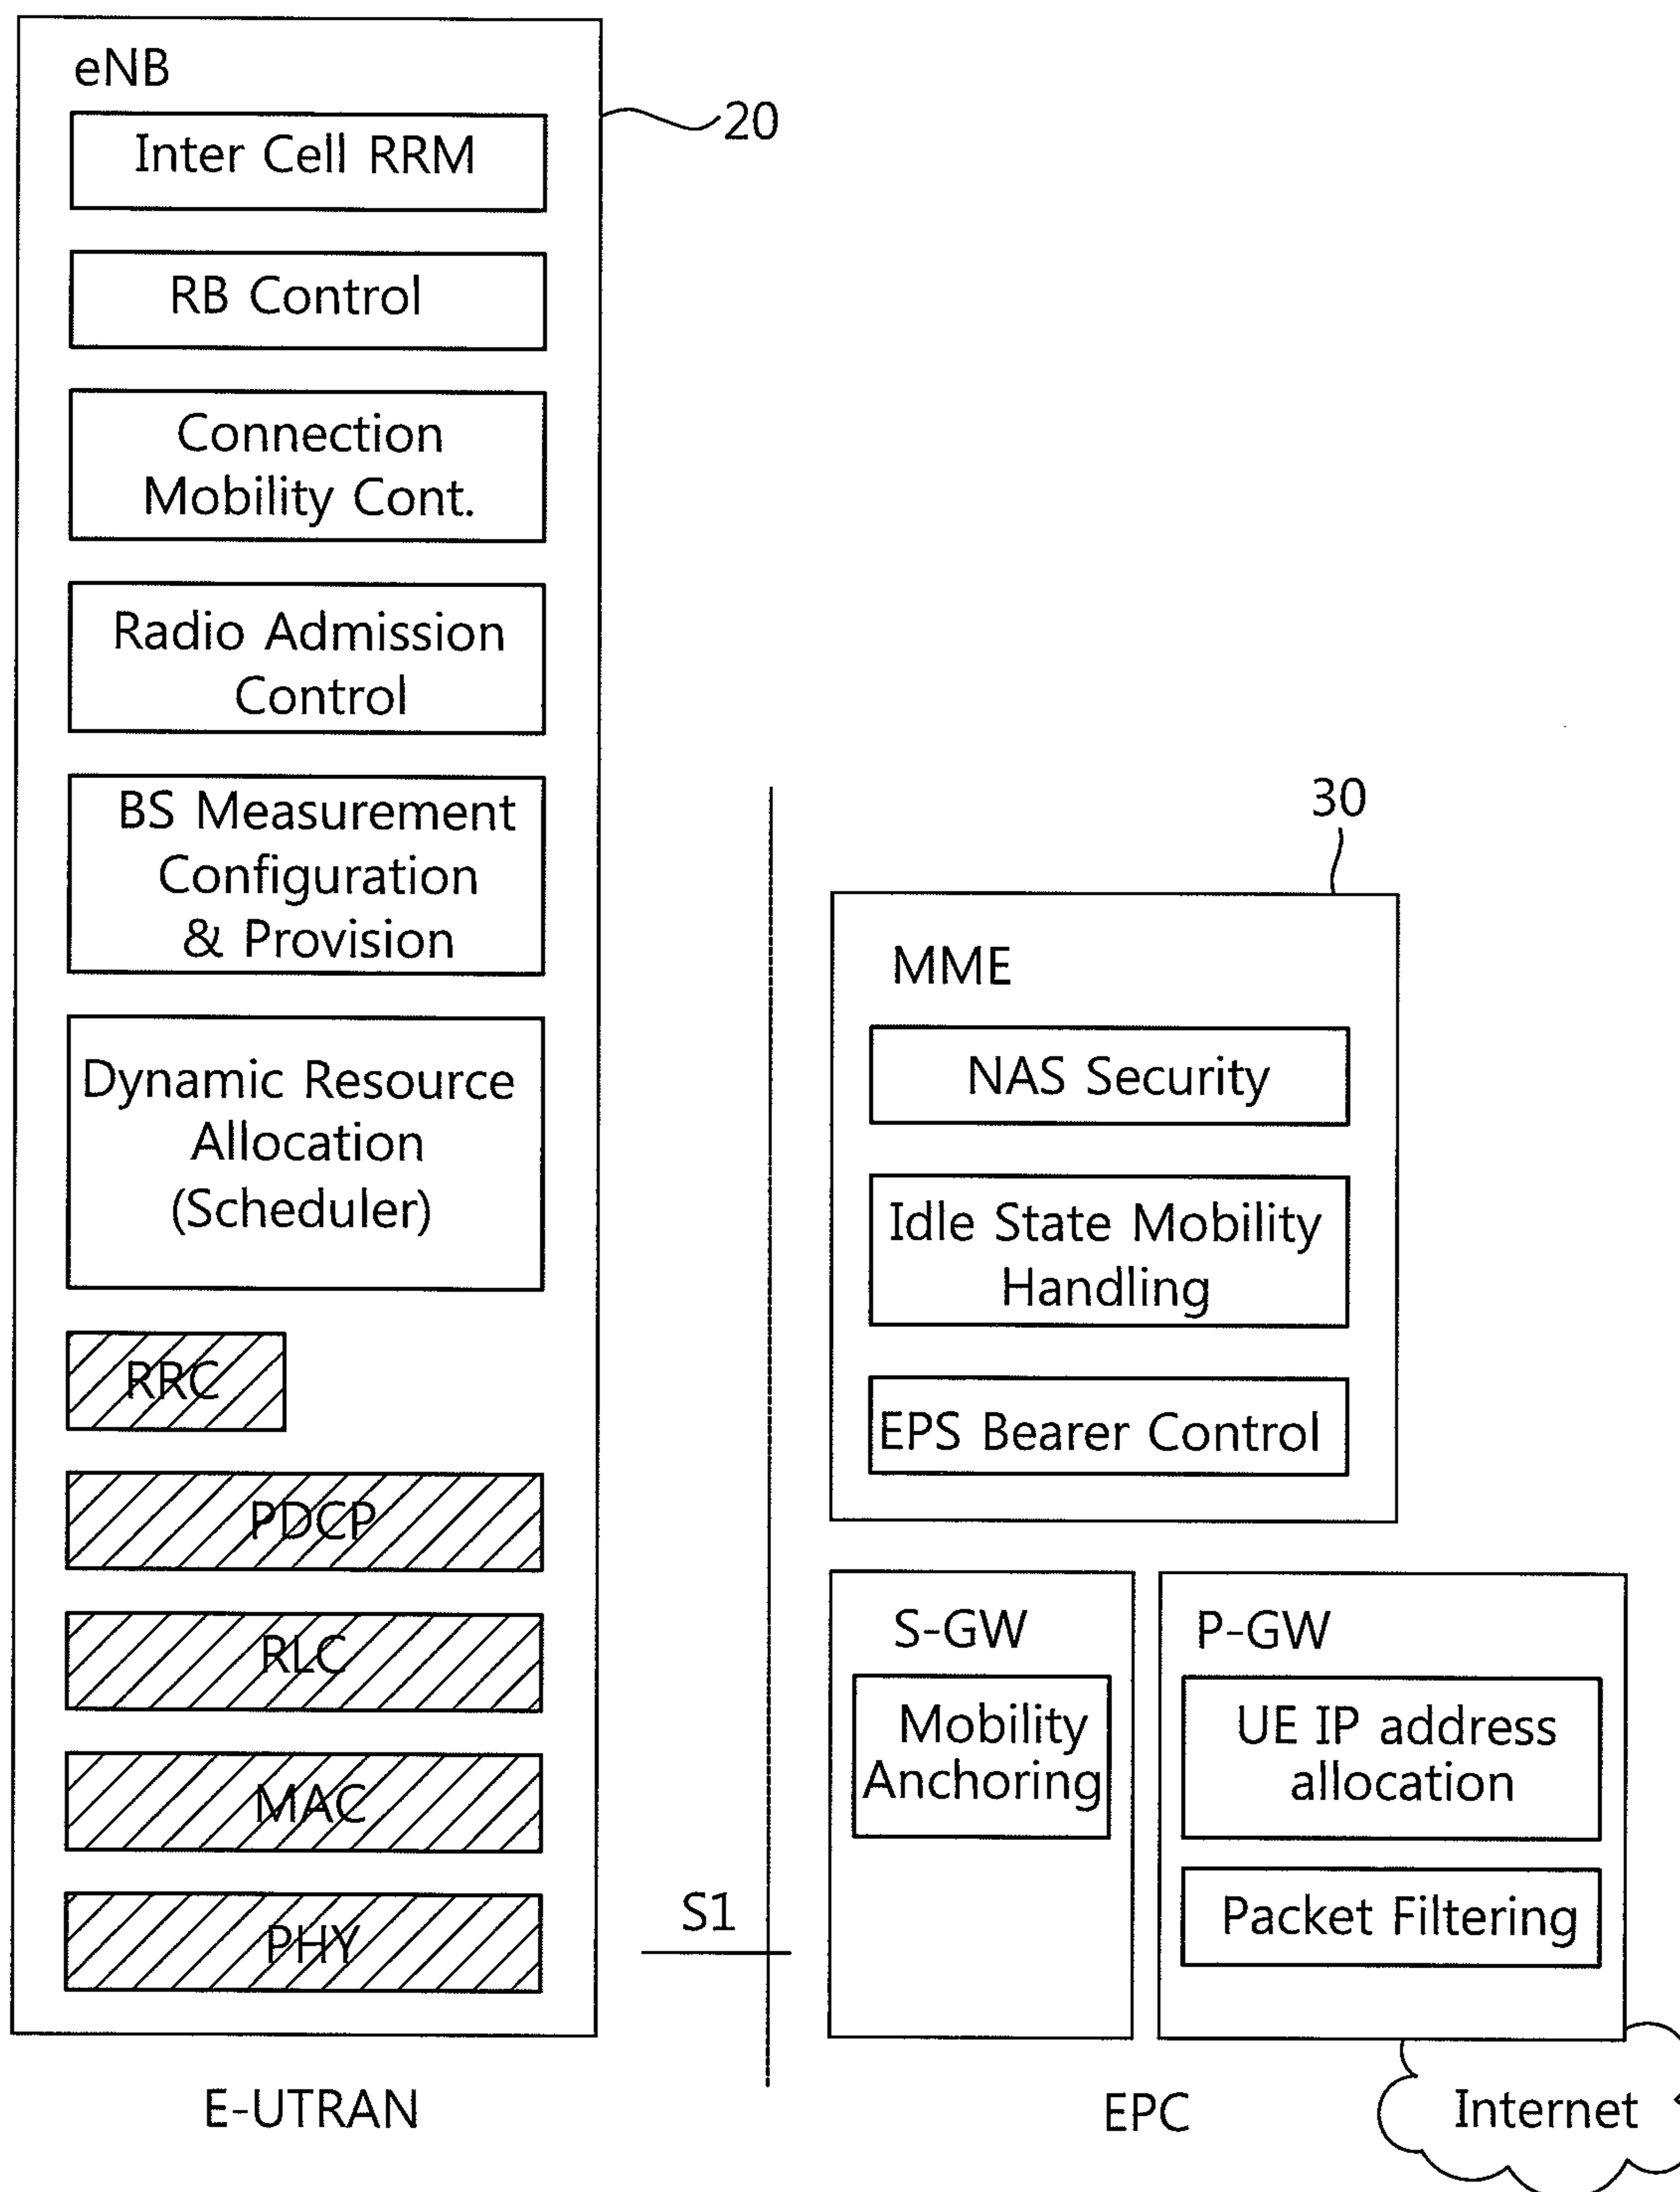 eNB
20
Inter Cell RRM
RB Control
Connection
Mobility Cont.
Radio Admission
Control
BS Measurement
Configuration
& Provision
Dynamic Resource
Allocation
(Scheduler)
RRC
PDCP
RLC
MAC
PHY
E-UTRAN
S1
30
MME
NAS Security
Idle State Mobility
Handling
EPS Bearer Control
S-GW
Mobility
Anchoring
P-GW
UE IP address
allocation
Packet Filtering
EPC
Internet